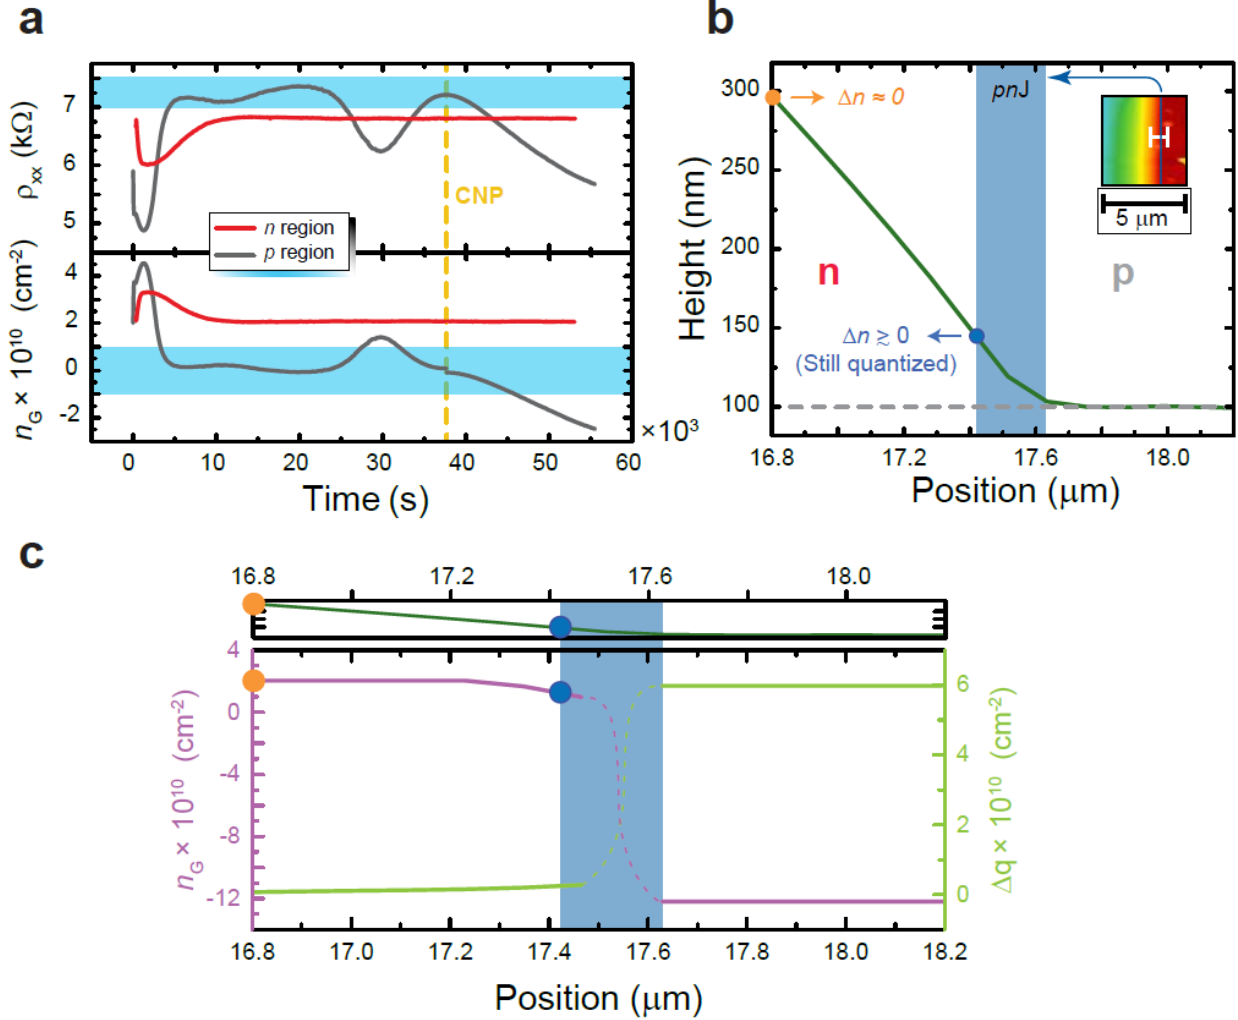 a
ρxx (kΩ)
7
6
5
n region
p region
CNP
nG × 10¹⁰ (cm⁻²)
4
2
0
-2
×10³
0 10 20 30 40 50 60
Time (s)
b
Height (nm)
300
250
200
150
100
Δn ≈ 0
pnJ
5 μm
n
p
Δn ≳ 0
(Still quantized)
16.8 17.2 17.6 18.0
Position (μm)
c
16.8 17.2 17.6 18.0
nG × 10¹⁰ (cm⁻²)
4
0
-4
-8
-12
6
4
2
0
Δq × 10¹⁰ (cm⁻²)
16.8 17.0 17.2 17.4 17.6 17.8 18.0 18.2
Position (μm)